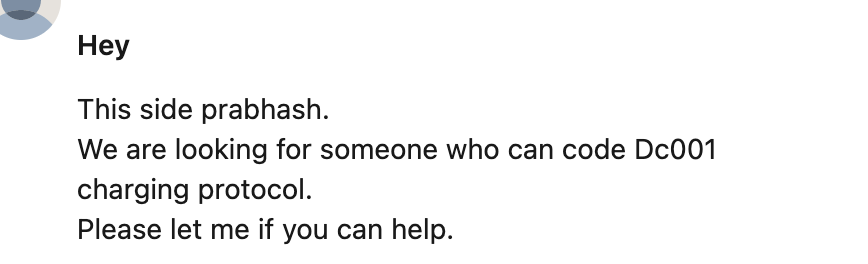 Hey
This side prabhash.
We are looking for someone who can code Dc001
charging protocol.
Please let me if you can help.